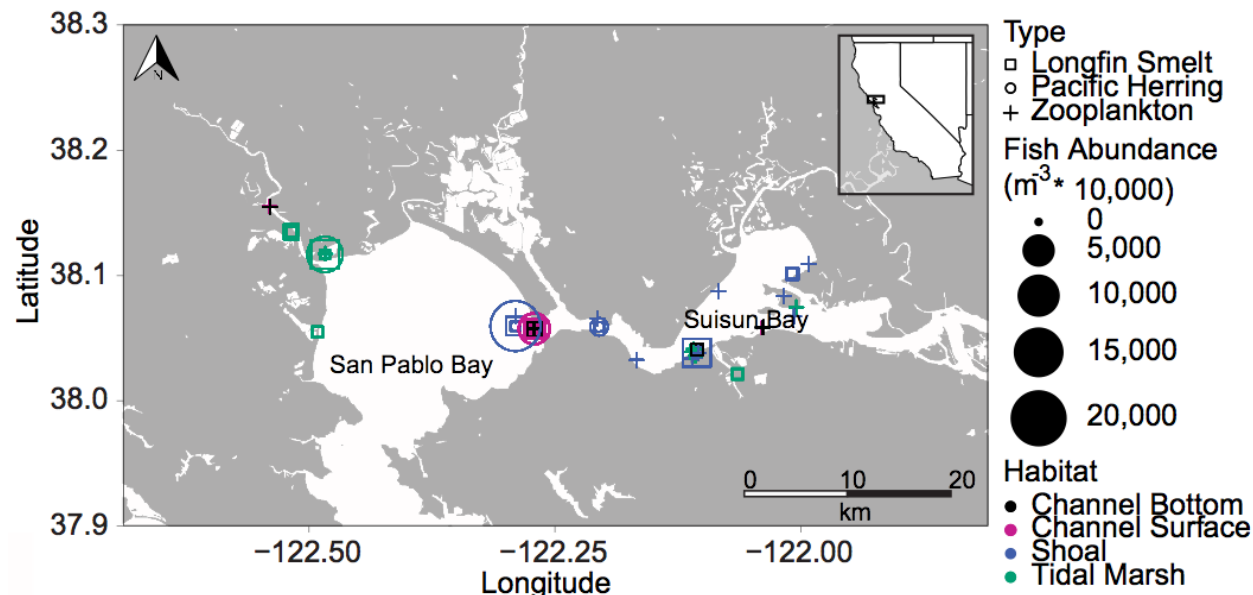 38.3
38.2
38.1
38.0
37.9
Latitude
N
San Pablo Bay
Suisun Bay
0 10 20
km
−122.50 −122.25 −122.00
Longitude
Type
Longfin Smelt
Pacific Herring
Zooplankton
Fish Abundance
(m⁻³* 10,000)
0
5,000
10,000
15,000
20,000
Habitat
Channel Bottom
Channel Surface
Shoal
Tidal Marsh